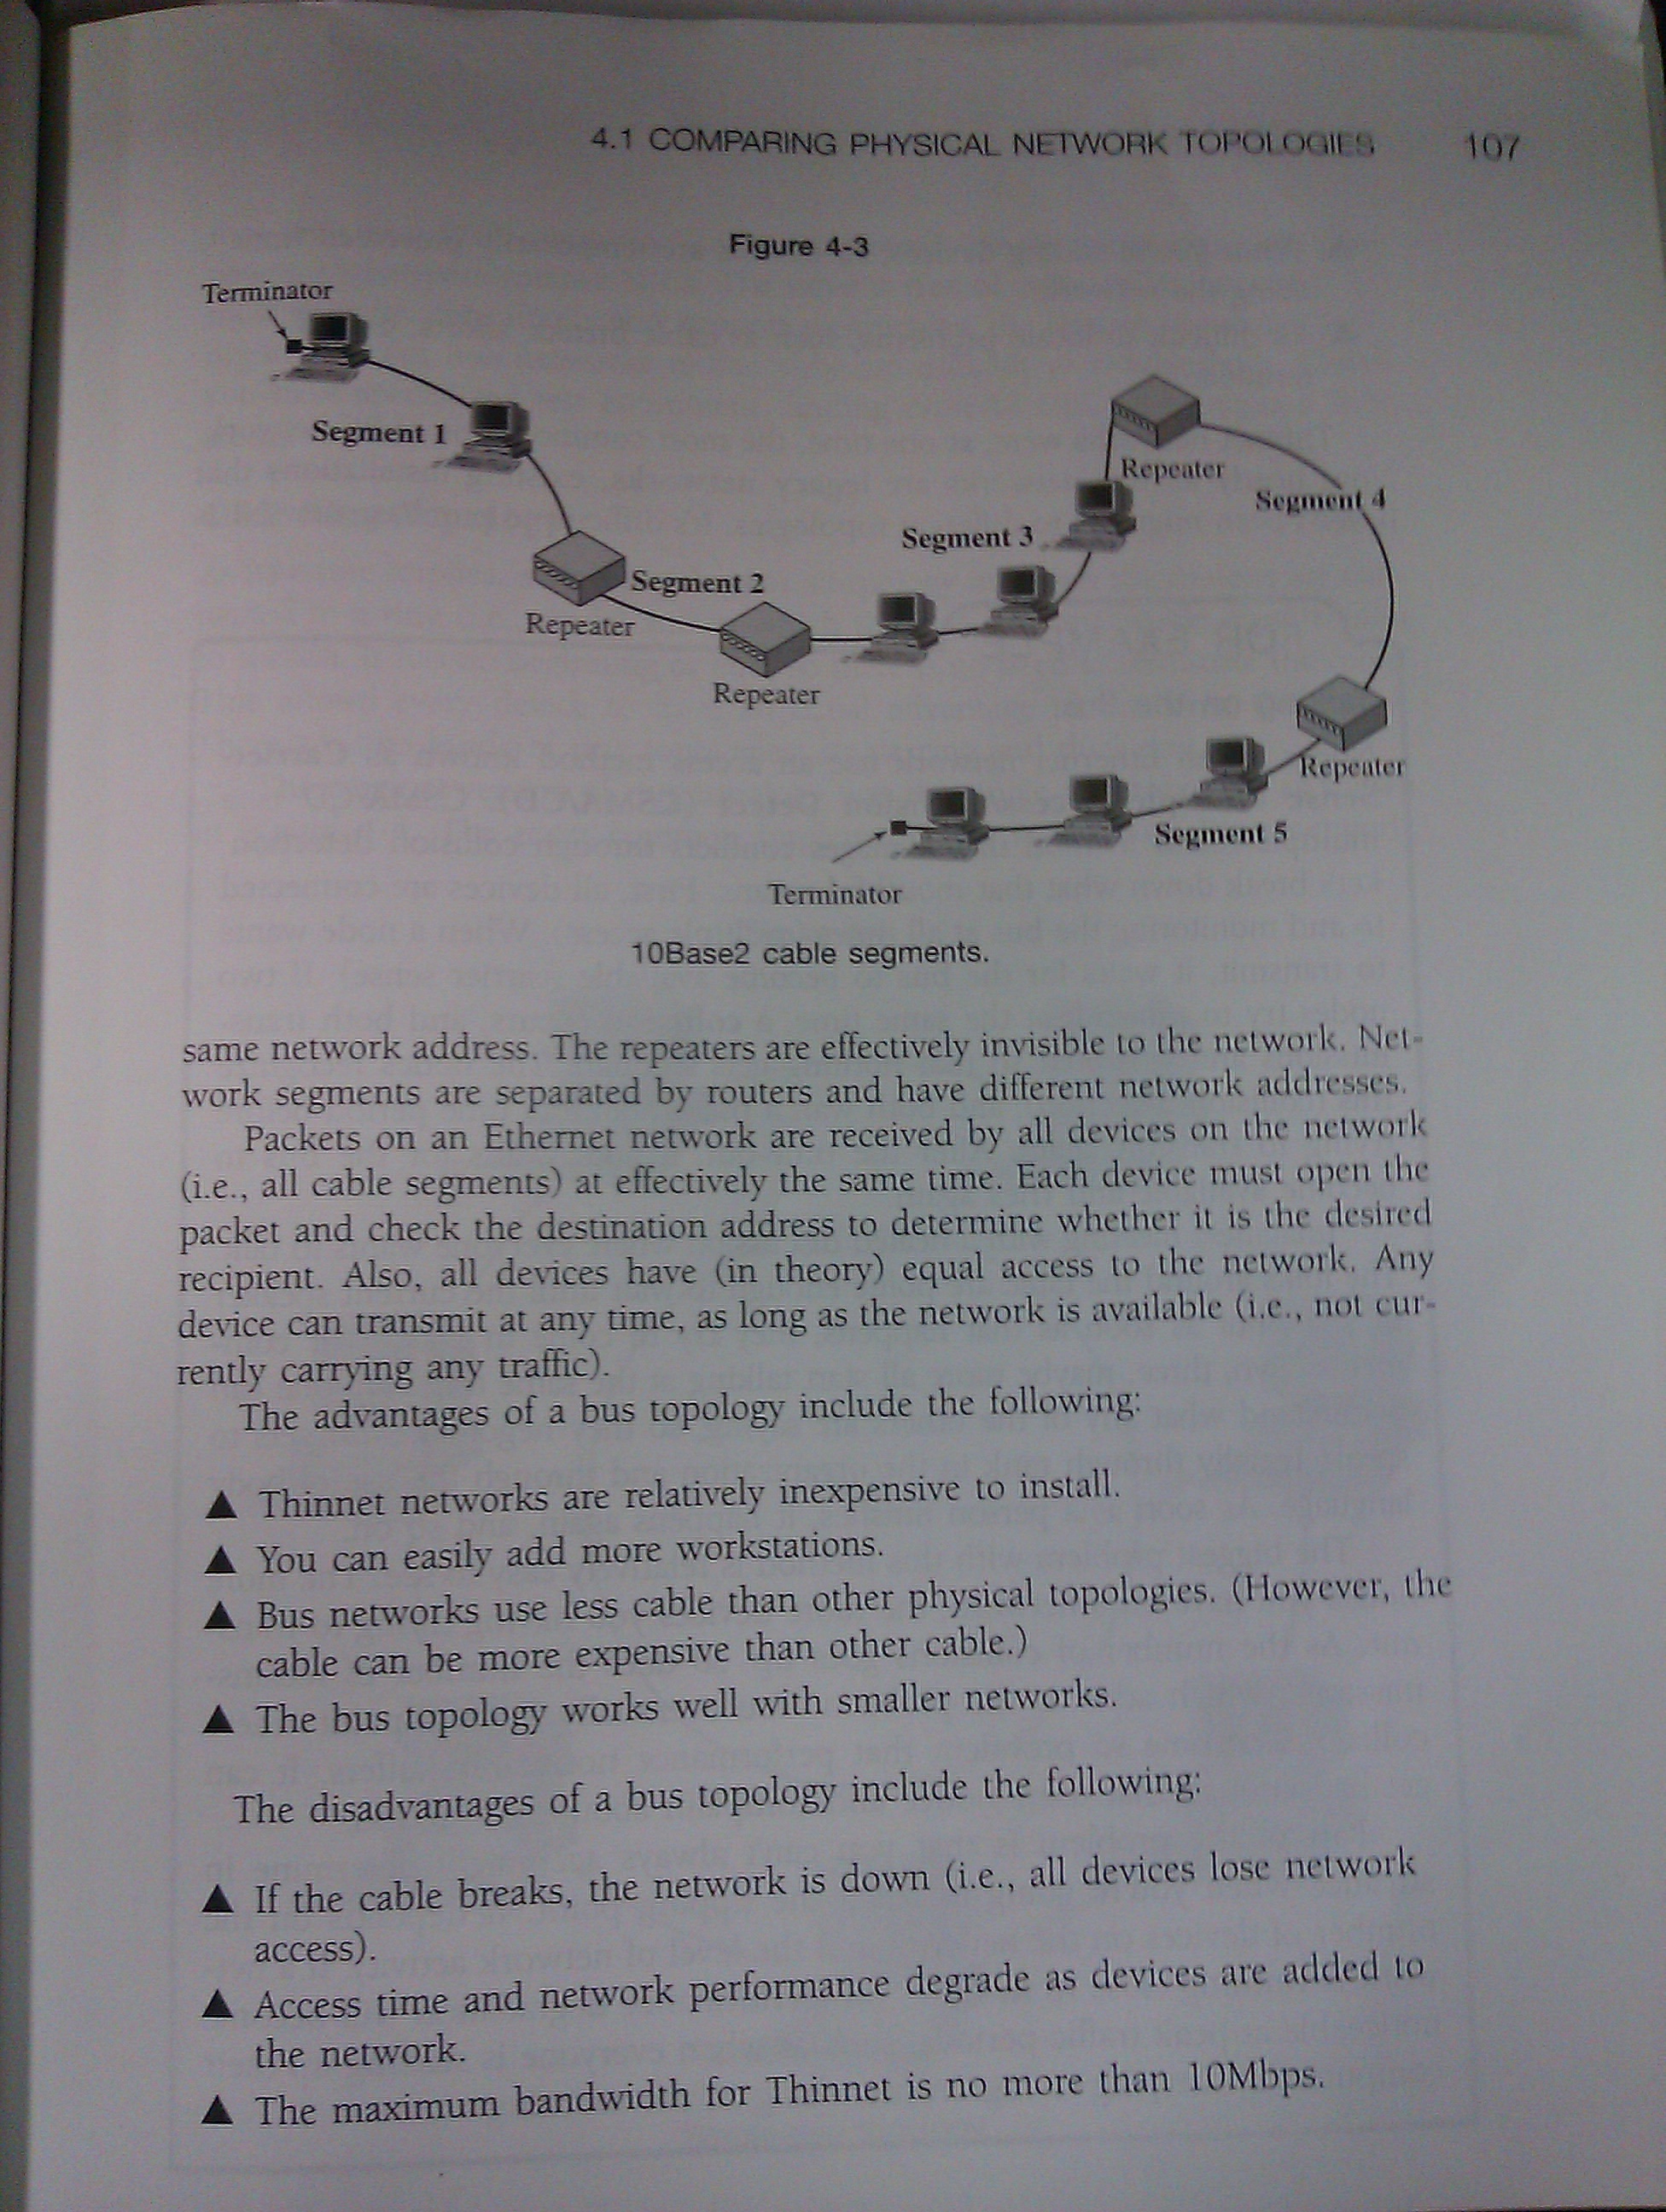 4.1 COMPARING PHYSICAL NETWORK TOPOLOGIES 107
Figure 4-3
Terminator
Segment 1
Repeater
Segment 4
Segment 3
Segment 2
Repeater
Repeater
Repeater
Segment 5
Terminator
10Base2 cable segments.
same network address. The repeaters are effectively invisible to the network. Net-
work segments are separated by routers and have different network addresses.
Packets on an Ethernet network are received by all devices on the network
(i.e., all cable segments) at effectively the same time. Each device must open the
packet and check the destination address to determine whether it is the desired
recipient. Also, all devices have (in theory) equal access to the network. Any
device can transmit at any time, as long as the network is available (i.e., not cur-
rently carrying any traffic).
The advantages of a bus topology include the following:
▲ Thinnet networks are relatively inexpensive to install.
▲ You can easily add more workstations.
▲ Bus networks use less cable than other physical topologies. (However, the
cable can be more expensive than other cable.)
▲ The bus topology works well with smaller networks.
The disadvantages of a bus topology include the following:
▲ If the cable breaks, the network is down (i.e., all devices lose network
access).
▲ Access time and network performance degrade as devices are added to
the network.
▲ The maximum bandwidth for Thinnet is no more than 10Mbps.